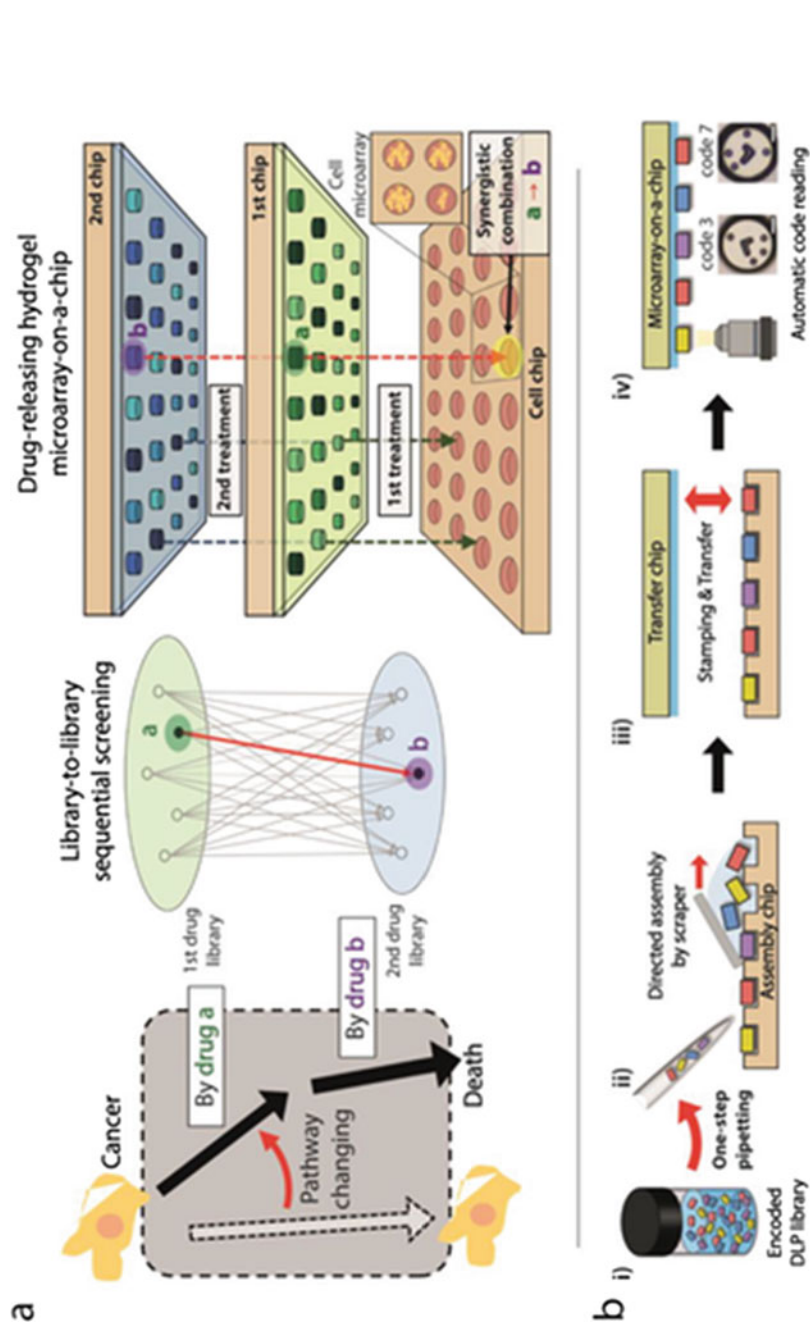 a
Cancer
By drug a
Pathway
changing
By drug b
Death
Library-to-library
sequential screening
1st drug
library
a
b
2nd drug
library
Drug-releasing hydrogel
microarray-on-a-chip
2nd chip
b
2nd treatment
1st chip
a
1st treatment
Cell
microarray
Synergistic
combination
a → b
Cell chip
b
i)
Encoded
DLP library
One-step
pipetting
ii)
Directed assembly
by scraper
Assembly chip
iii)
Transfer chip
Stamping & Transfer
iv)
Microarray-on-a-chip
code 3
code 7
Automatic code reading